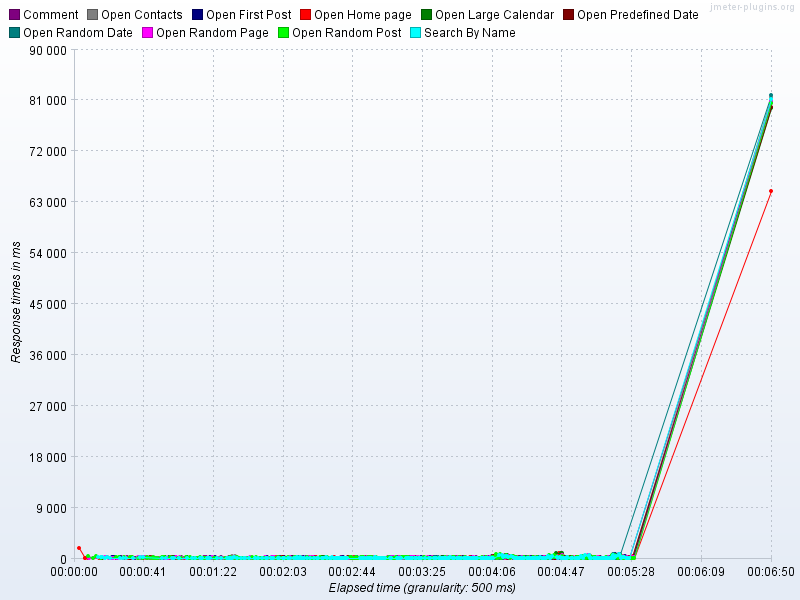 Comment Open Contacts Open First Post Open Home page Open Large Calendar Open Predefined Date
jmeter-plugins.org
Open Random Date Open Random Page Open Random Post Search By Name
90 000
81 000
72 000
63 000
54 000
45 000
36 000
27 000
18 000
9 000
0
Response times in ms
00:00:00 00:00:41 00:01:22 00:02:03 00:02:44 00:03:25 00:04:06 00:04:47 00:05:28 00:06:09 00:06:50
Elapsed time (granularity: 500 ms)